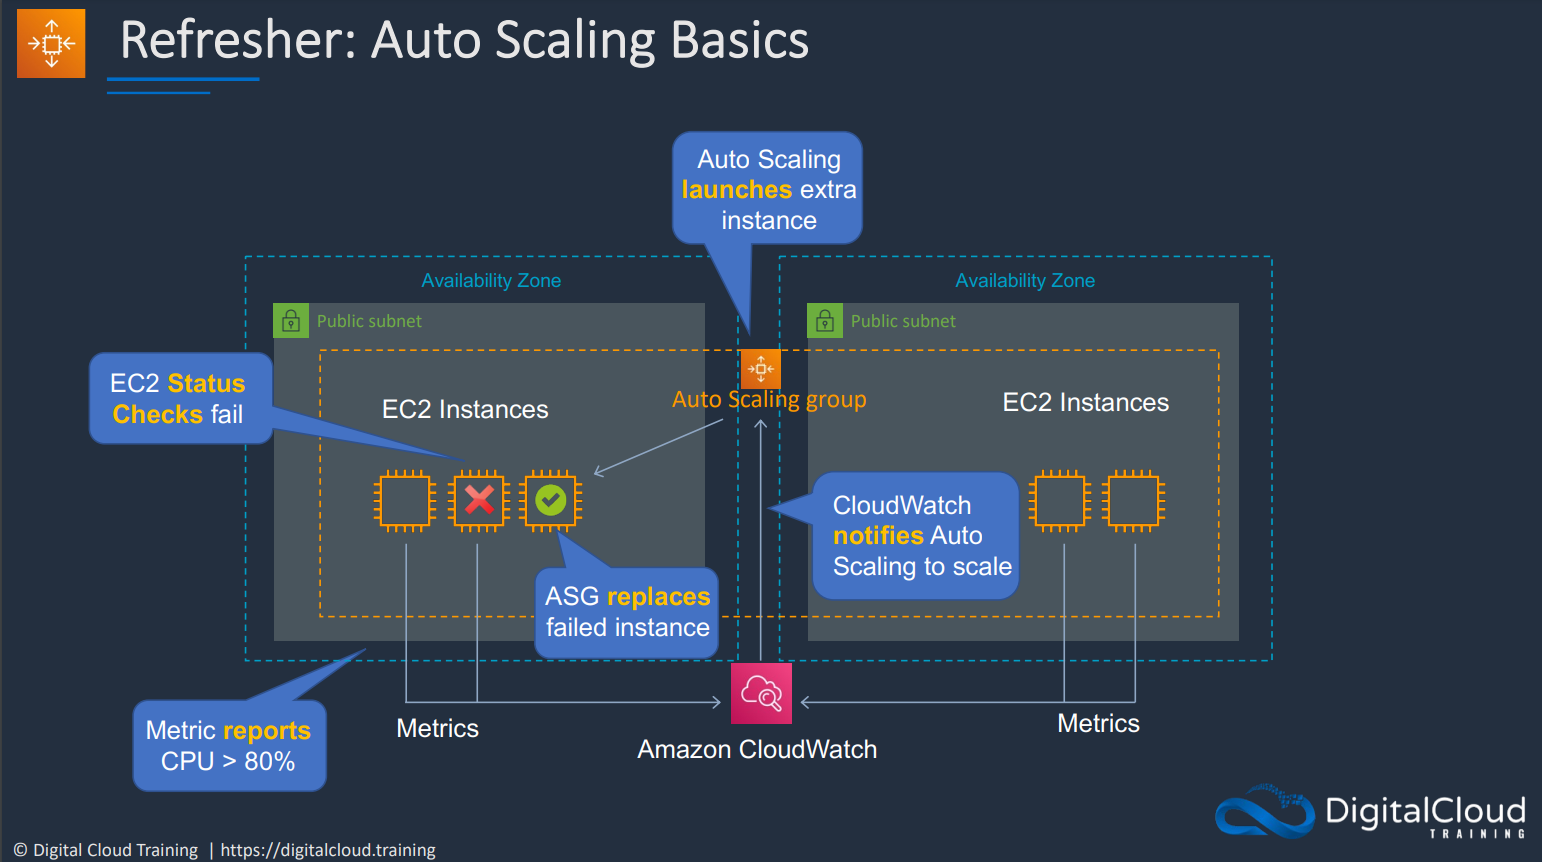 Refresher: Auto Scaling Basics
Auto Scaling
launches extra
instance
Availability Zone
Availability Zone
Public subnet
Public subnet
EC2 Status
Checks fail
EC2 Instances
Auto Scaling group
EC2 Instances
CloudWatch
notifies Auto
Scaling to scale
ASG replaces
failed instance
Metric reports
CPU > 80%
Metrics
Metrics
Amazon CloudWatch
DigitalCloud
TRAINING
© Digital Cloud Training | https://digitalcloud.training